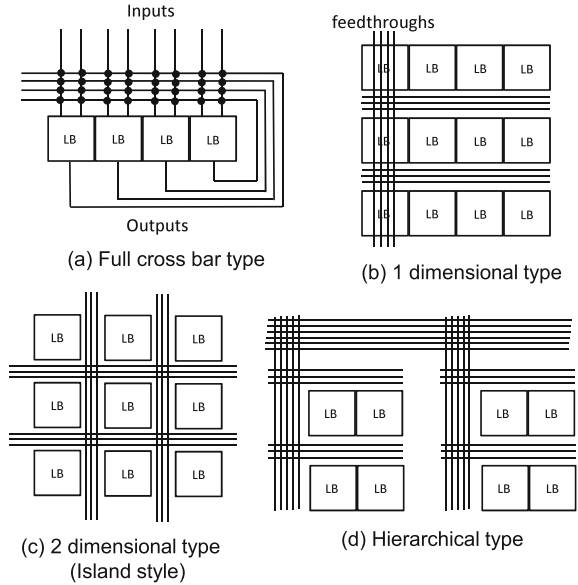 Inputs
LB LB LB LB
Outputs
(a) Full cross bar type
feedthroughs
LB LB LB LB
LB LB LB LB
LB LB LB LB
(b) 1 dimensional type
LB LB LB
LB LB LB
LB LB LB
(c) 2 dimensional type
(Island style)
LB LB LB LB
LB LB LB LB
(d) Hierarchical type